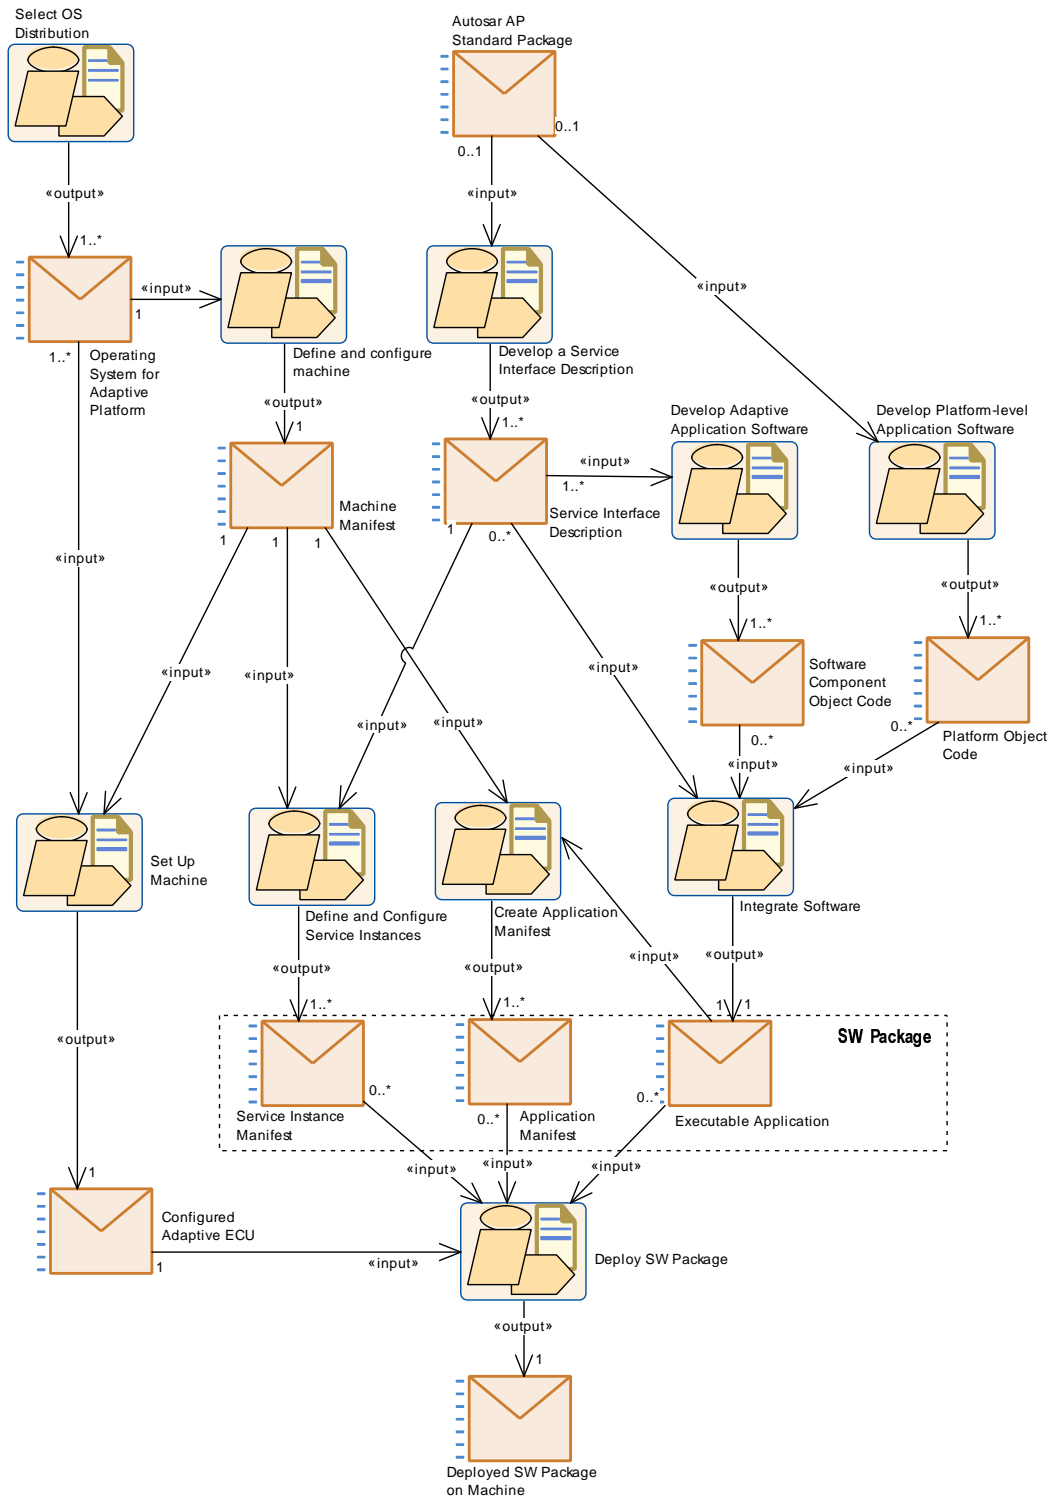 Select OS
Distribution
Autosar AP
Standard Package
0..1
0..1
«output»
«input»
1..*
«input»
«input»
1
1..*
Operating
System for
Adaptive
Platform
Define and configure
machine
Develop a Service
Interface Description
«output»
«output»
1
1..*
Develop Adaptive
Application Software
Develop Platform-level
Application Software
«input»
1..*
Machine
Manifest
Service Interface
Description
1
1
1
1
0..*
«input»
«output»
«output»
1..*
1..*
«input»
«input»
«input»
Software
Component
Object Code
«input»
«input»
0..*
0..*
Platform Object
Code
«input»
«input»
Set Up
Machine
Define and Configure
Service Instances
Create Application
Manifest
Integrate Software
«output»
«output»
«input»
«output»
1..*
1..*
1
1
«output»
SW Package
0..*
0..*
0..*
Service Instance
Manifest
Application
Manifest
Executable Application
«input»
«input»
«input»
1
Configured
Adaptive ECU
1
«input»
Deploy SW Package
«output»
1
Deployed SW Package
on Machine